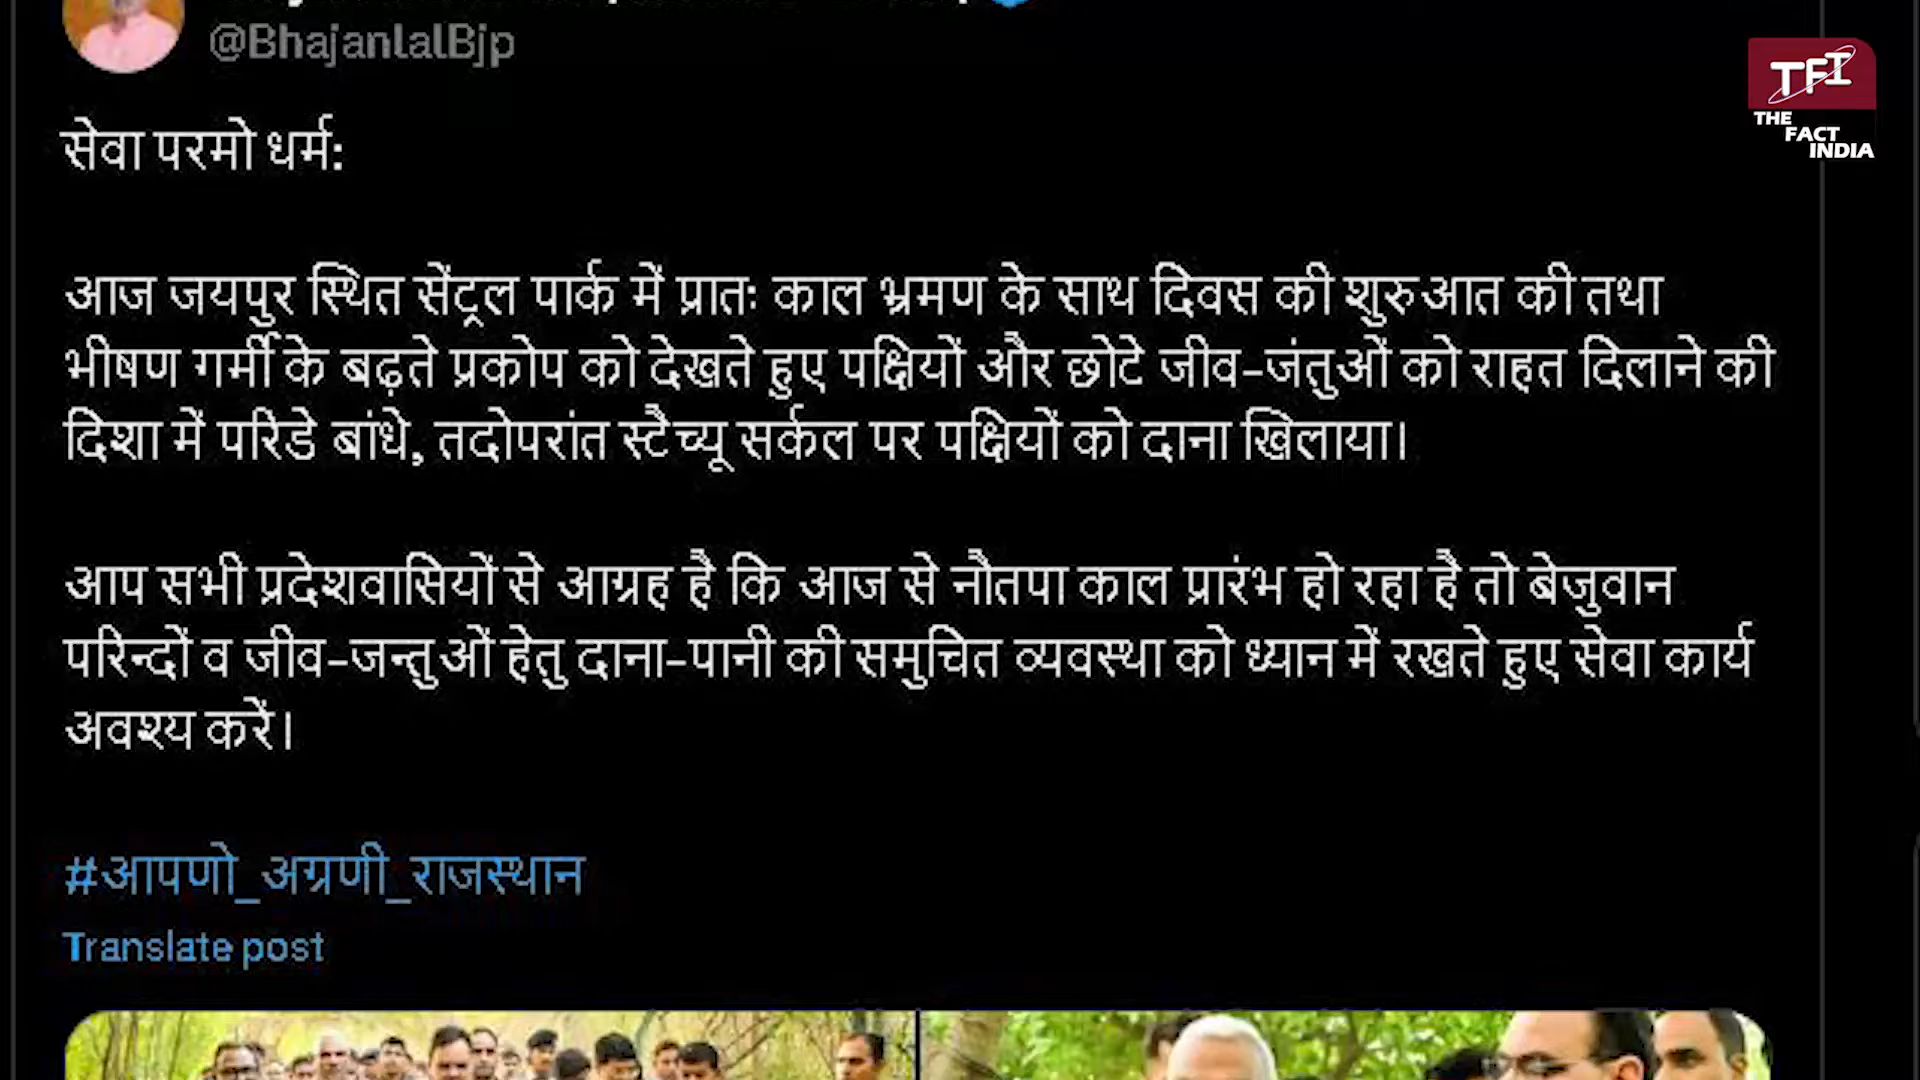 @BhajanlalBjp
TFI
THE
FACT
INDIA
सेवा परमो धर्म:
आज जयपुर स्थित सेंट्रल पार्क में प्रातः काल भ्रमण के साथ दिवस की शुरुआत की तथा
भीषण गर्मी के बढ़ते प्रकोप को देखते हुए पक्षियों और छोटे जीव-जंतुओं को राहत दिलाने की
दिशा में परिडे बांधे, तदोपरांत स्टैच्यू सर्कल पर पक्षियों को दाना खिलाया।
आप सभी प्रदेशवासियों से आग्रह है कि आज से नौतपा काल प्रारंभ हो रहा है तो बेजुवान
परिन्दों व जीव-जन्तुओं हेतु दाना-पानी की समुचित व्यवस्था को ध्यान में रखते हुए सेवा कार्य
अवश्य करें।
#आपणो_अग्रणी_राजस्थान
Translate post